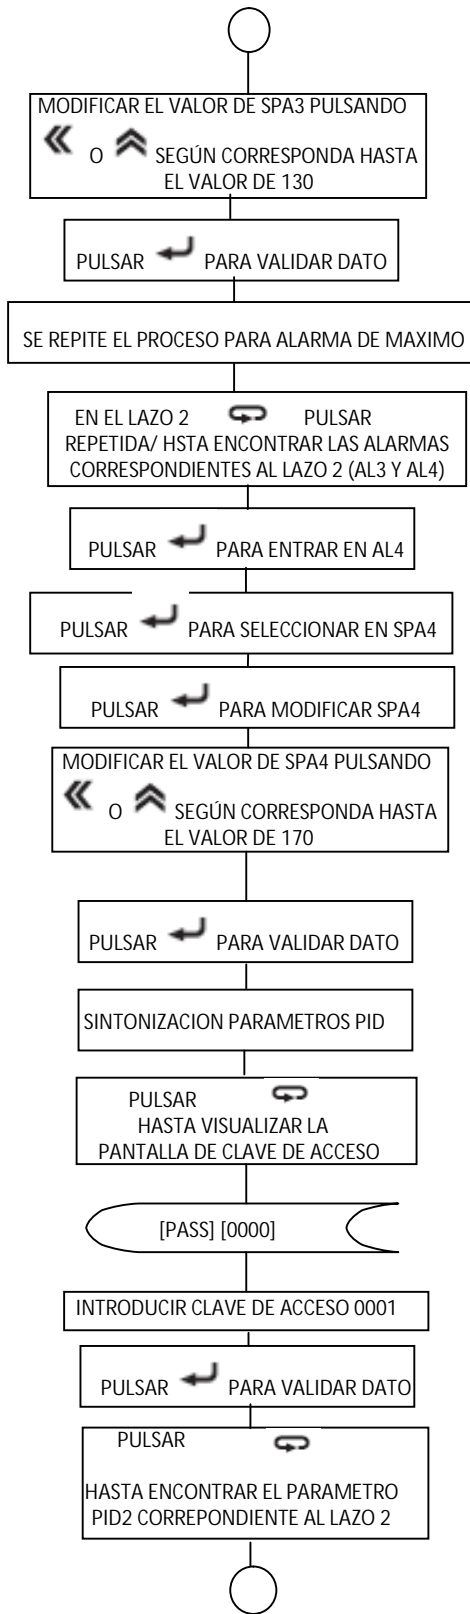 MODIFICAR EL VALOR DE SPA3 PULSANDO
O SEGÚN CORRESPONDA HASTA
EL VALOR DE 130
PULSAR PARA VALIDAR DATO
SE REPITE EL PROCESO PARA ALARMA DE MAXIMO
EN EL LAZO 2 PULSAR
REPETIDA/ HSTA ENCONTRAR LAS ALARMAS
CORRESPONDIENTES AL LAZO 2 (AL3 Y AL4)
PULSAR PARA ENTRAR EN AL4
PULSAR PARA SELECCIONAR EN SPA4
PULSAR PARA MODIFICAR SPA4
MODIFICAR EL VALOR DE SPA4 PULSANDO
O SEGÚN CORRESPONDA HASTA
EL VALOR DE 170
PULSAR PARA VALIDAR DATO
SINTONIZACION PARAMETROS PID
PULSAR
HASTA VISUALIZAR LA
PANTALLA DE CLAVE DE ACCESO
[PASS] [0000]
INTRODUCIR CLAVE DE ACCESO 0001
PULSAR PARA VALIDAR DATO
PULSAR
HASTA ENCONTRAR EL PARAMETRO
PID2 CORREPONDIENTE AL LAZO 2